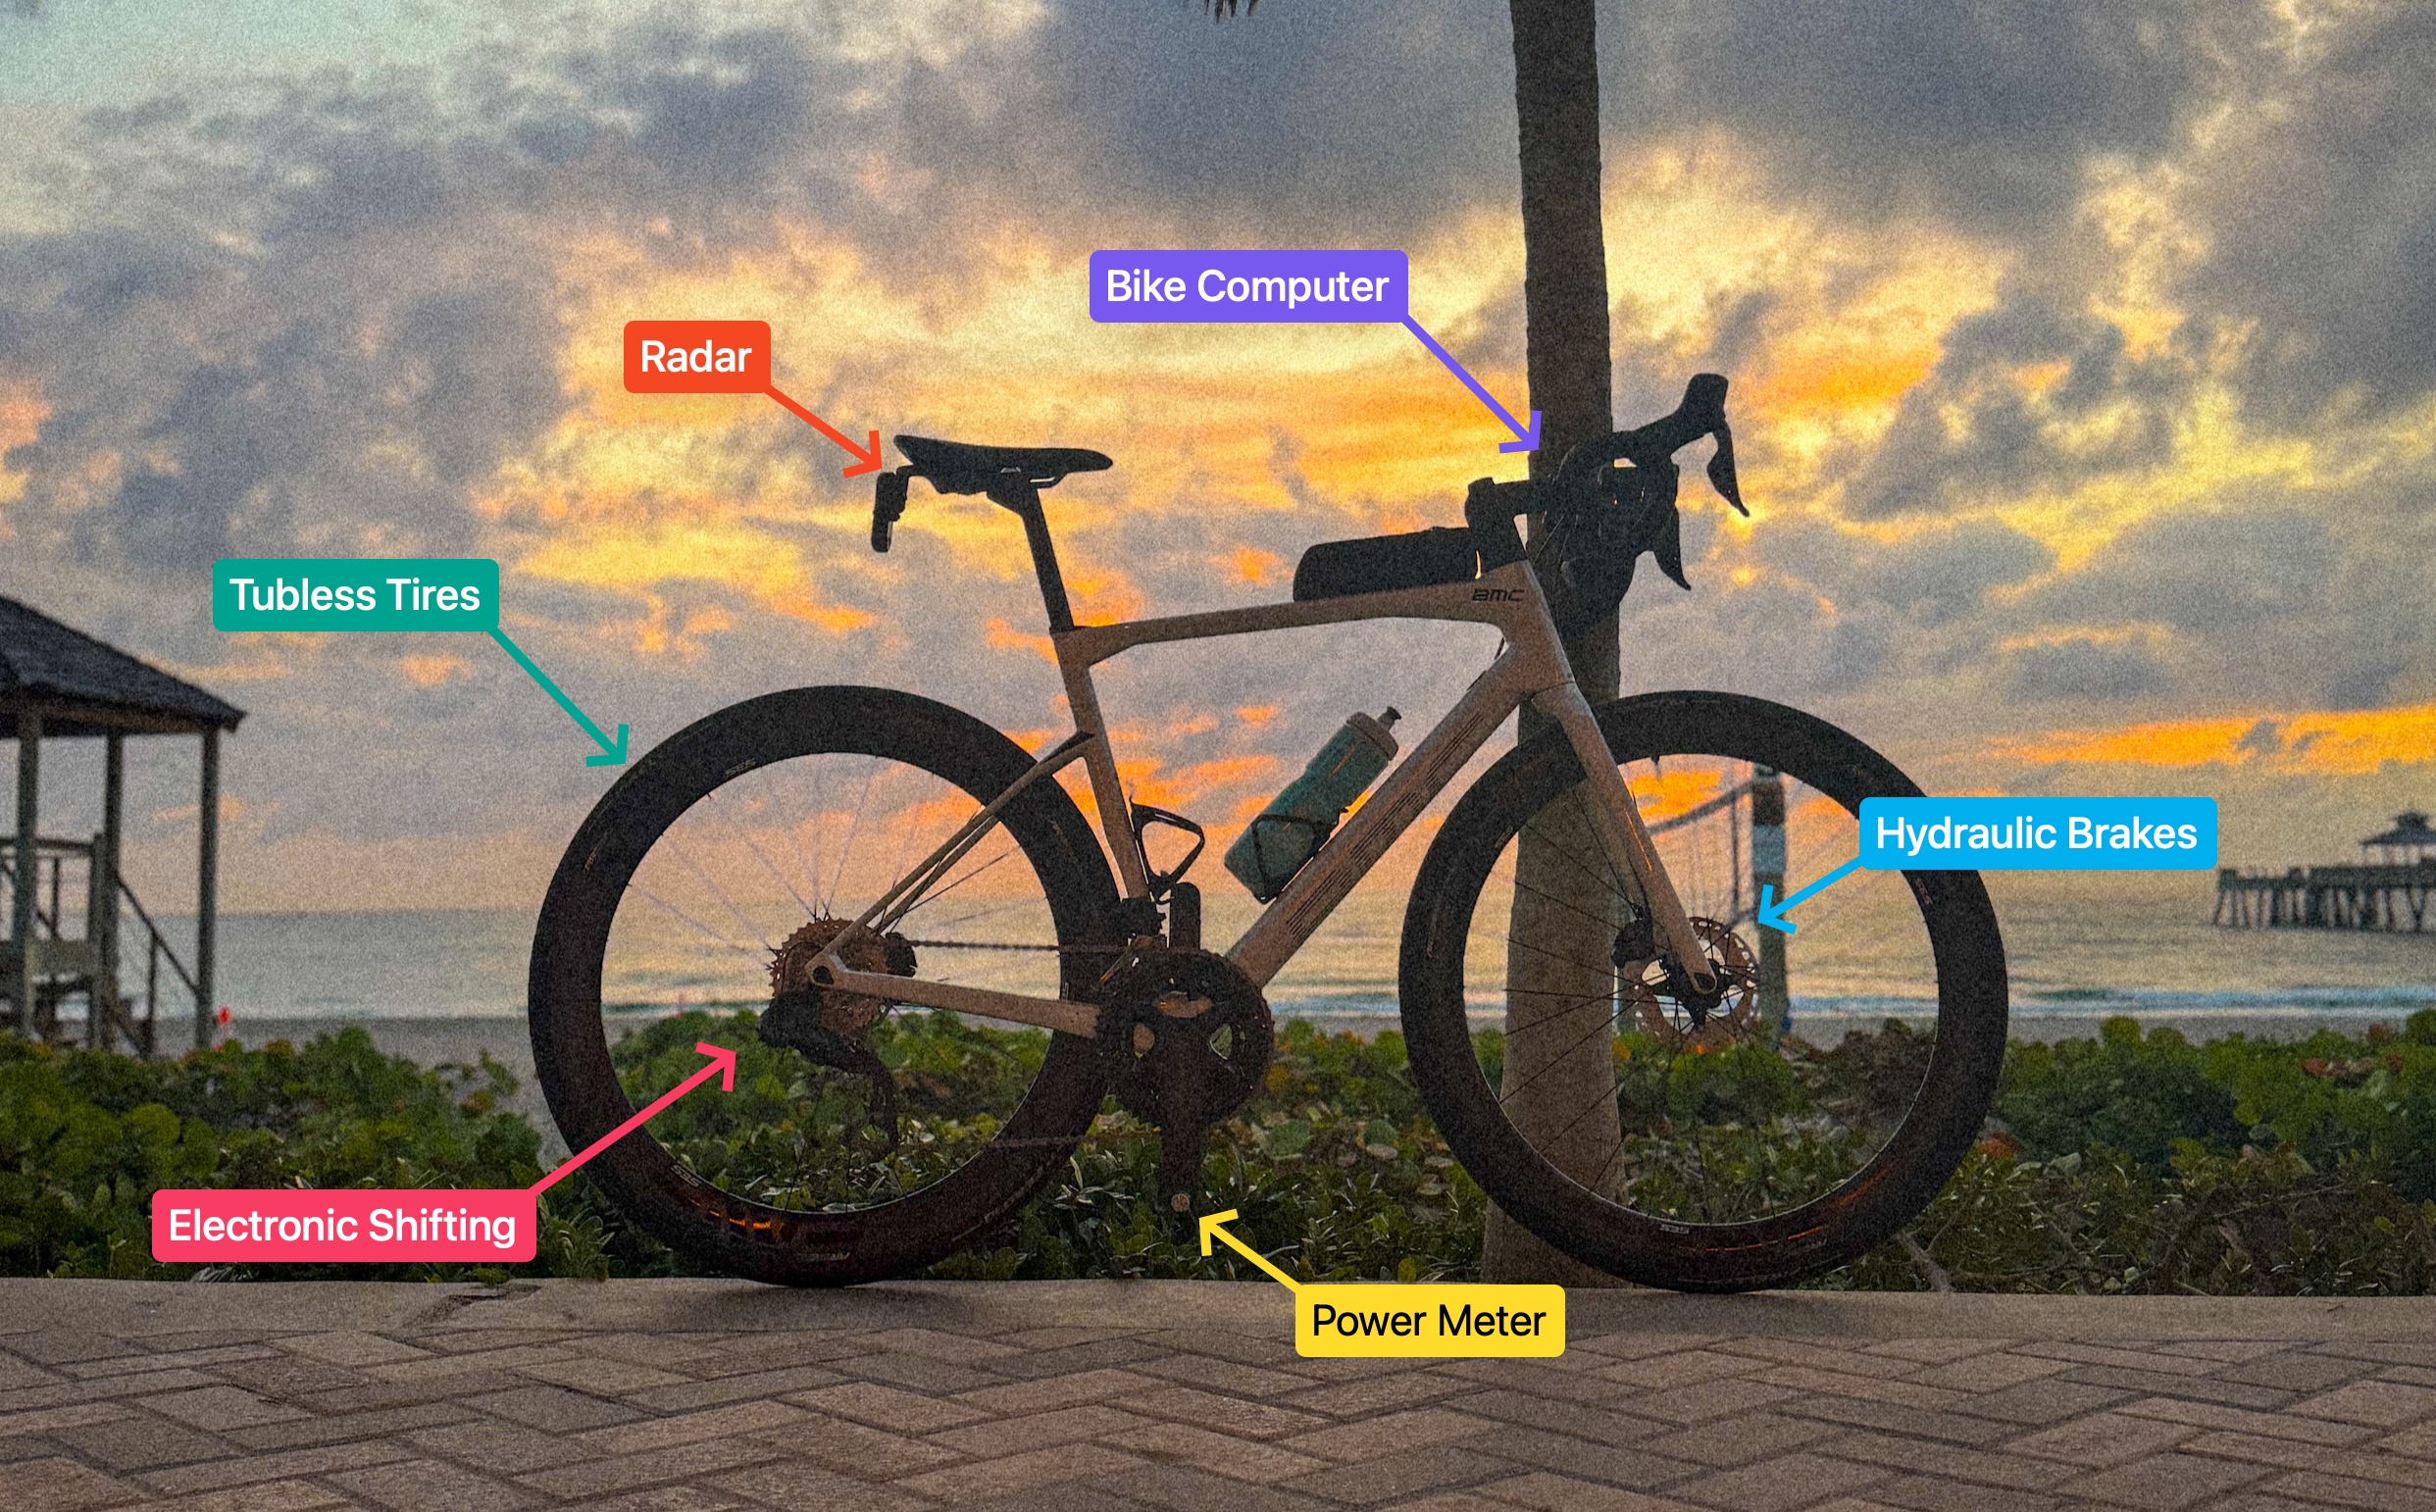 Bike Computer
Radar
Tubless Tires
BMC
Hydraulic Brakes
Electronic Shifting
Power Meter